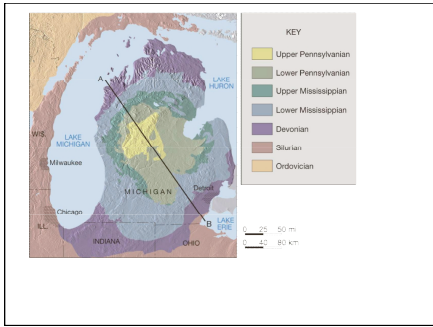 KEY
Upper Pennsylvanian
Lower Pennsylvanian
Upper Mississippian
Lower Mississippian
Devonian
Silurian
Ordovician
A
LAKE
HURON
WIS.
LAKE
MICHIGAN
Milwaukee
MICHIGAN
Detroit
Chicago
B
LAKE
ERIE
ILL.
INDIANA
OHIO
0 25 50 mi
0 40 80 km